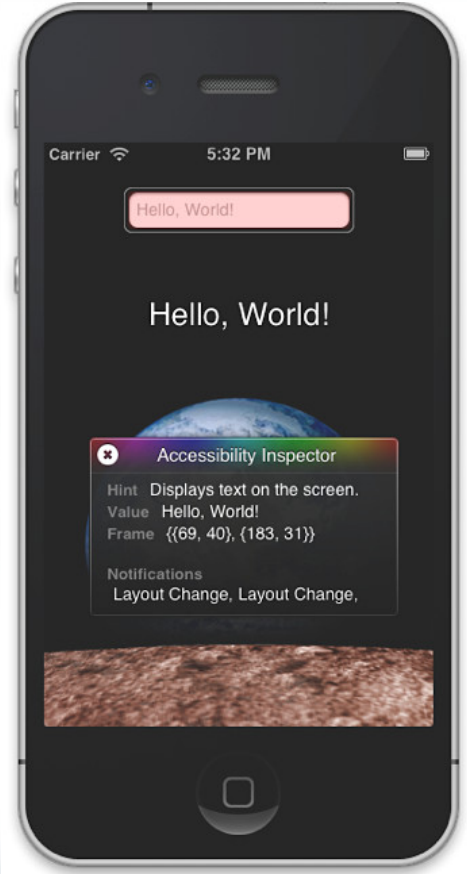 Carrier 5:32 PM
Hello, World!
Hello, World!
Accessibility Inspector
Hint Displays text on the screen.
Value Hello, World!
Frame {{69, 40}, {183, 31}}
Notifications
Layout Change, Layout Change,